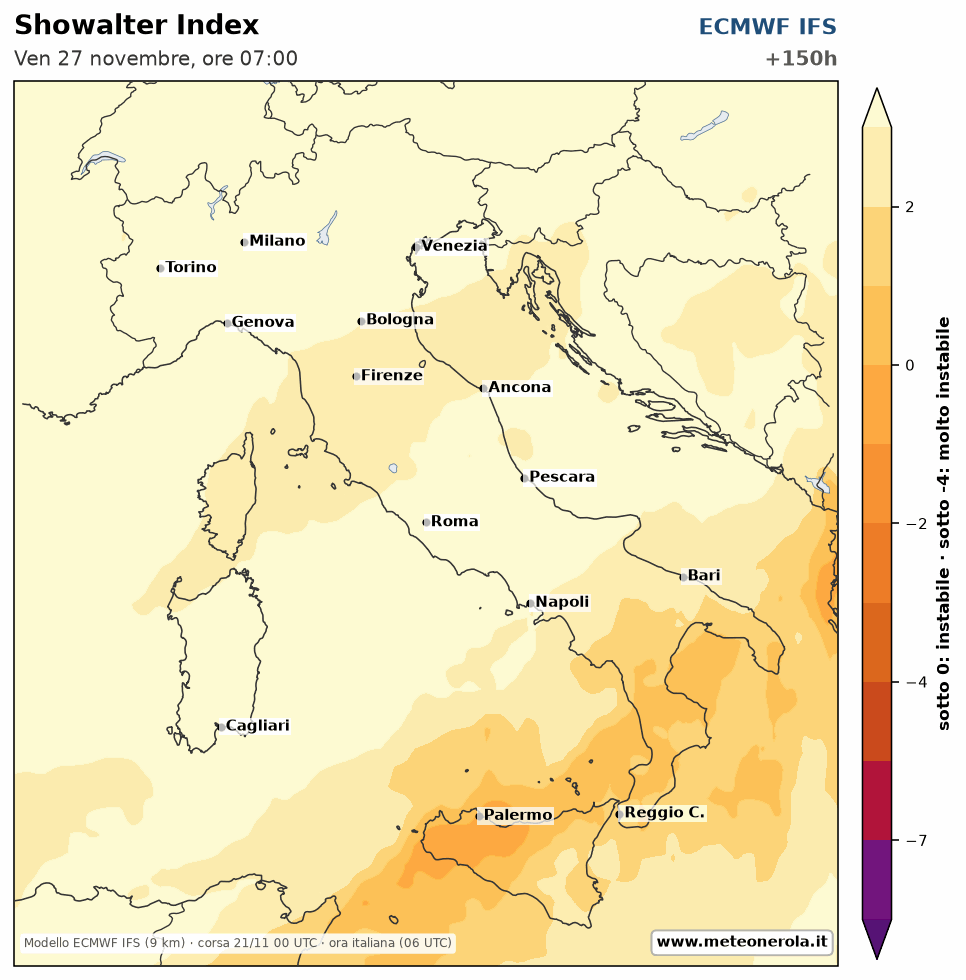 Showalter Index
ECMWF IFS
Ven 27 novembre, ore 07:00
+150h
Milano
Venezia
Torino
Genova
Bologna
Firenze
Ancona
Pescara
Roma
Bari
Napoli
Cagliari
Palermo
Reggio C.
2
0
−2
−4
−7
sotto 0: instabile · sotto -4: molto instabile
Modello ECMWF IFS (9 km) · corsa 21/11 00 UTC · ora italiana (06 UTC)
www.meteonerola.it